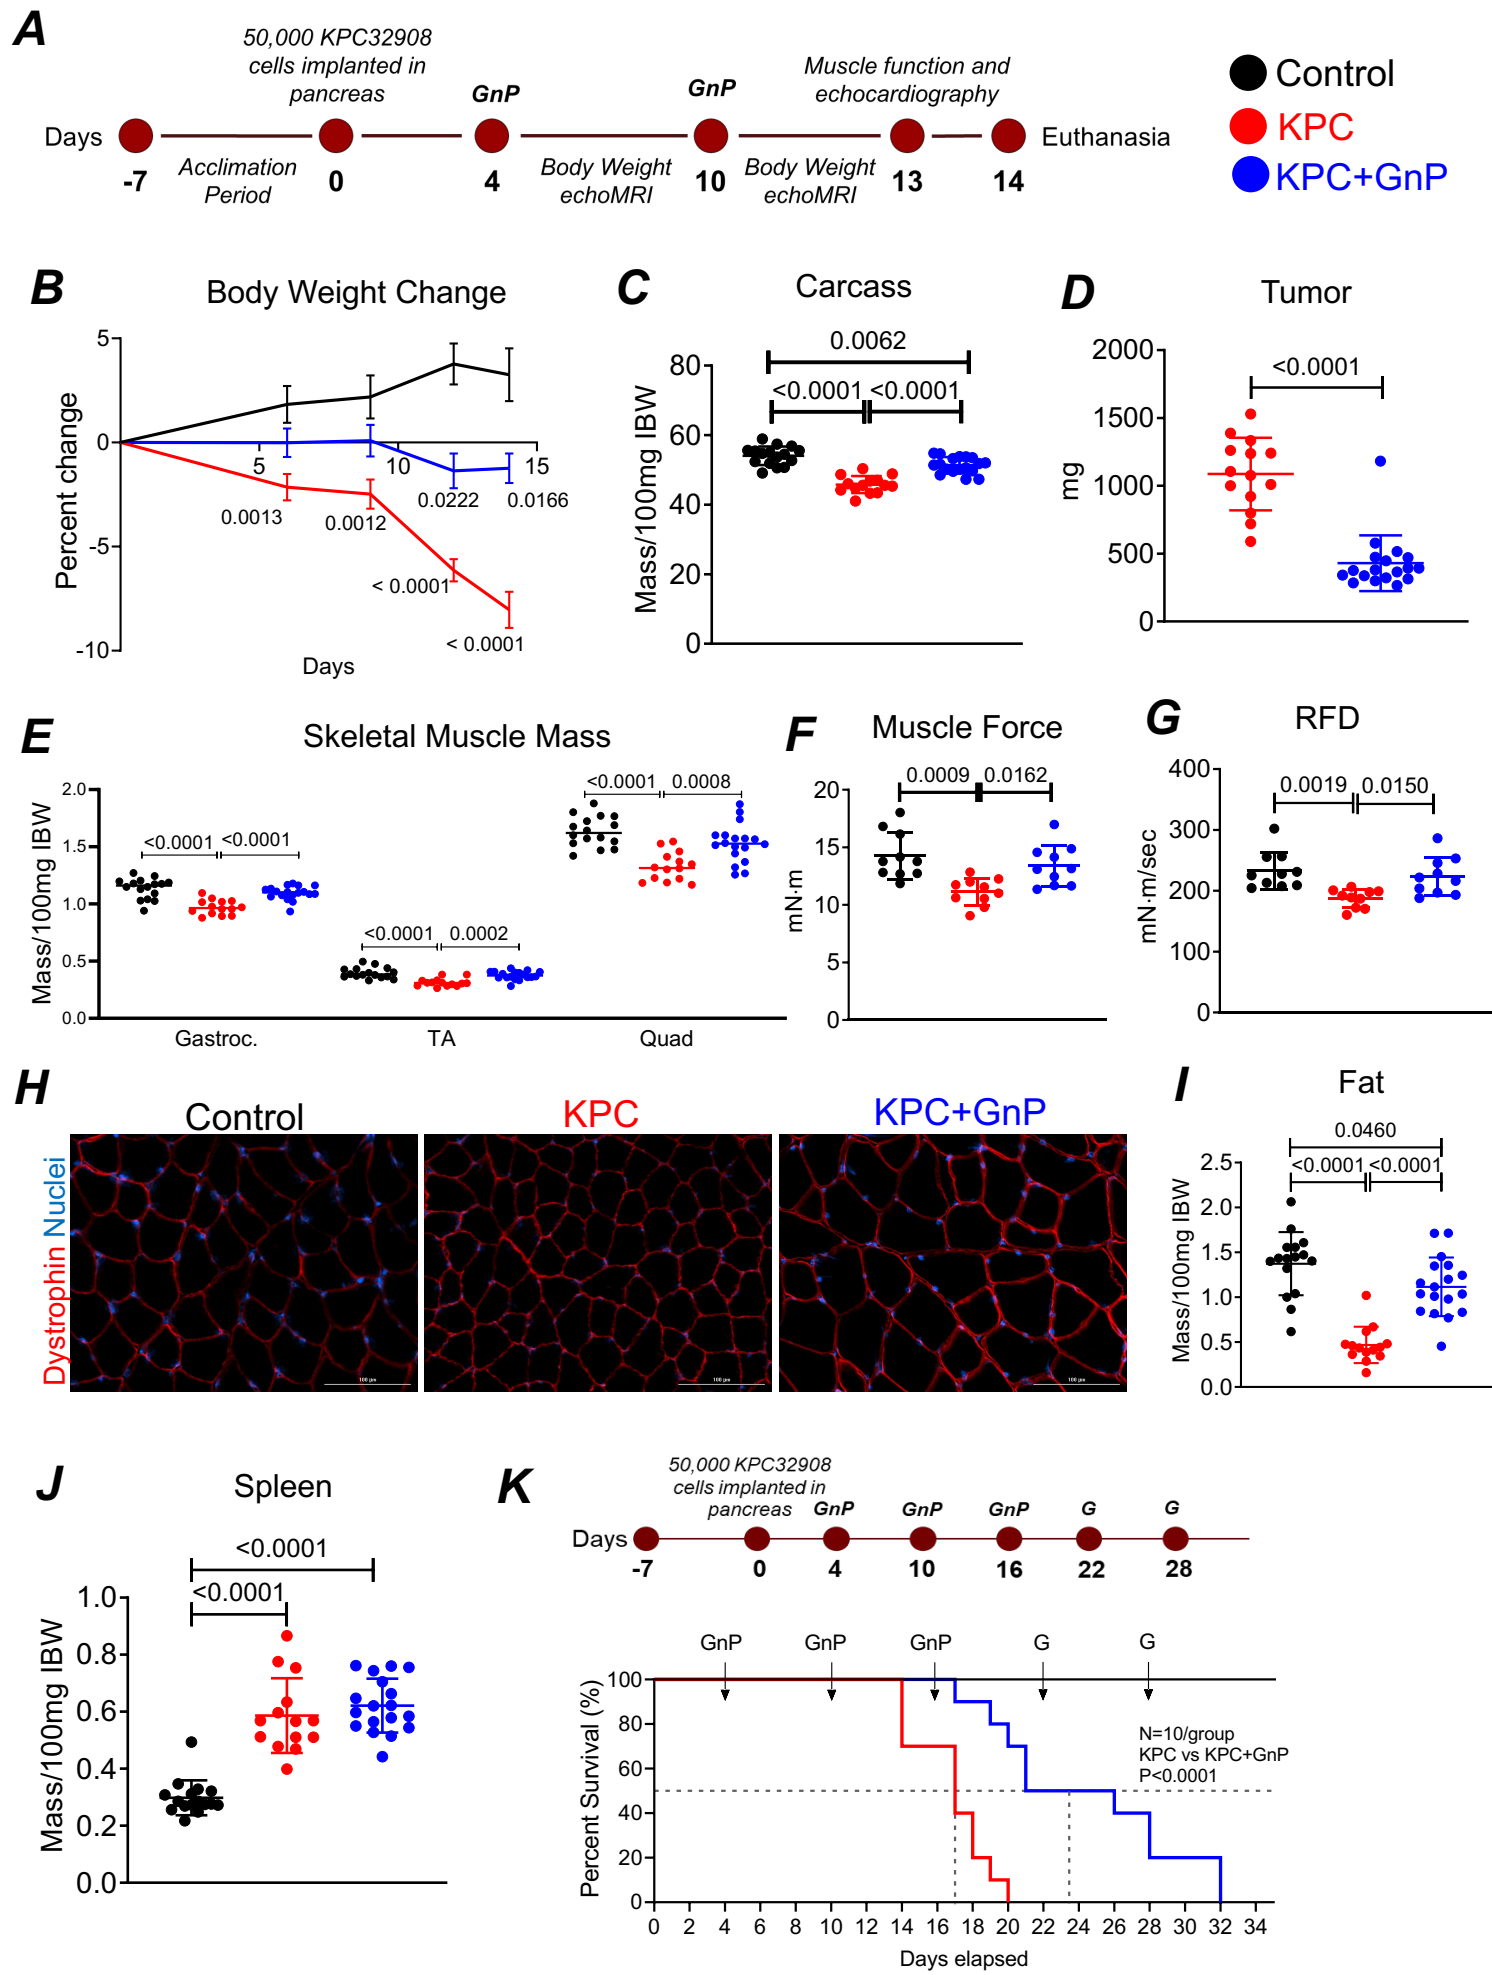 A
50,000 KPC32908
cells implanted in
pancreas
GnP
GnP
Muscle function and
echocardiography
Days
Euthanasia
Acclimation
Period
Body Weight
echoMRI
Body Weight
echoMRI
-7
0
4
10
13
14
Control
KPC
KPC+GnP
B
Body Weight Change
Percent change
5
0
-5
-10
5
10
15
0.0013
0.0012
0.0222
0.0166
< 0.0001
< 0.0001
Days
C
Carcass
Mass/100mg IBW
80
60
40
20
0
0.0062
<0.0001
<0.0001
D
Tumor
mg
2000
1500
1000
500
0
<0.0001
E
Skeletal Muscle Mass
Mass/100mg IBW
2.0
1.5
1.0
0.5
0.0
<0.0001
<0.0001
<0.0001
0.0002
<0.0001
0.0008
Gastroc.
TA
Quad
F
Muscle Force
mN·m
20
15
10
5
0
0.0009
0.0162
G
RFD
mN·m/sec
400
300
200
100
0
0.0019
0.0150
H
Control
KPC
KPC+GnP
Dystrophin Nuclei
100 µm
100 µm
100 µm
I
Fat
Mass/100mg IBW
2.5
2.0
1.5
1.0
0.5
0.0
0.0460
<0.0001
<0.0001
J
Spleen
Mass/100mg IBW
1.0
0.8
0.6
0.4
0.2
0.0
<0.0001
<0.0001
K
50,000 KPC32908
cells implanted in
pancreas
GnP
GnP
GnP
G
G
Days
-7
0
4
10
16
22
28
GnP
GnP
GnP
G
G
Percent Survival (%)
100
80
60
40
20
0
N=10/group
KPC vs KPC+GnP
P<0.0001
0 2 4 6 8 10 12 14 16 18 20 22 24 26 28 30 32 34
Days elapsed